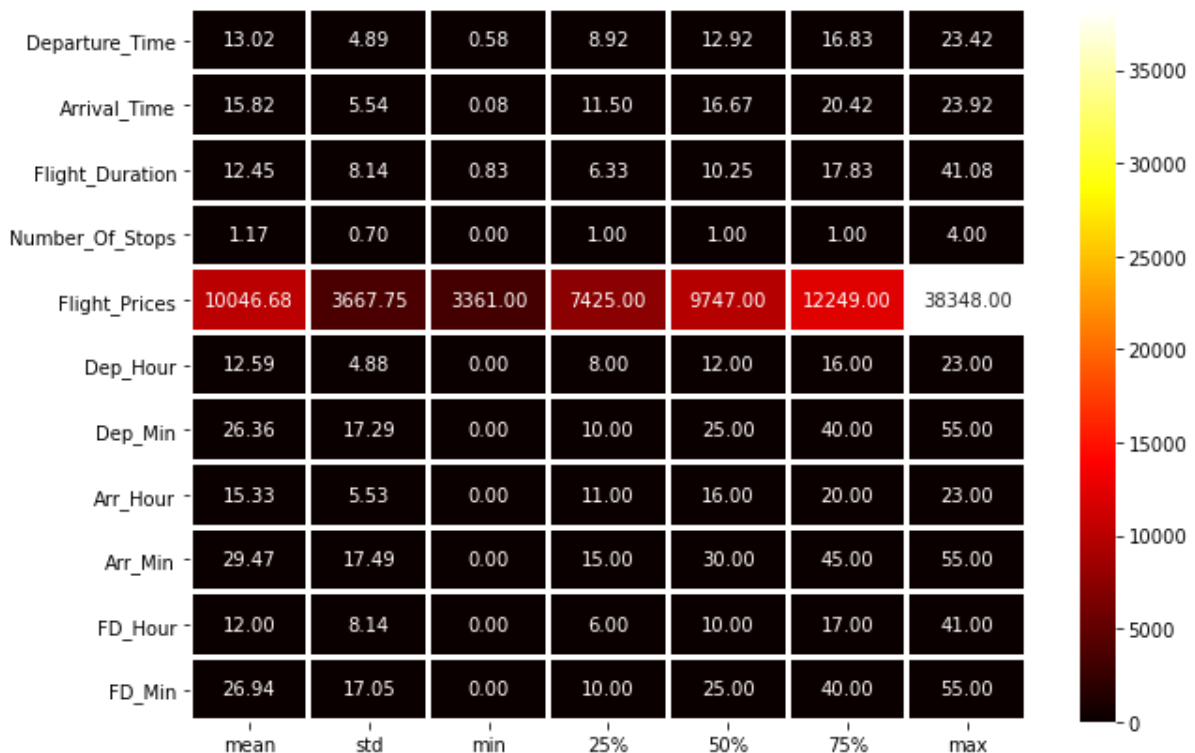 Departure_Time 13.02 4.89 0.58 8.92 12.92 16.83 23.42
Arrival_Time 15.82 5.54 0.08 11.50 16.67 20.42 23.92
Flight_Duration 12.45 8.14 0.83 6.33 10.25 17.83 41.08
Number_Of_Stops 1.17 0.70 0.00 1.00 1.00 1.00 4.00
Flight_Prices 10046.68 3667.75 3361.00 7425.00 9747.00 12249.00 38348.00
Dep_Hour 12.59 4.88 0.00 8.00 12.00 16.00 23.00
Dep_Min 26.36 17.29 0.00 10.00 25.00 40.00 55.00
Arr_Hour 15.33 5.53 0.00 11.00 16.00 20.00 23.00
Arr_Min 29.47 17.49 0.00 15.00 30.00 45.00 55.00
FD_Hour 12.00 8.14 0.00 6.00 10.00 17.00 41.00
FD_Min 26.94 17.05 0.00 10.00 25.00 40.00 55.00
mean std min 25% 50% 75% max
35000
30000
25000
20000
15000
10000
5000
0